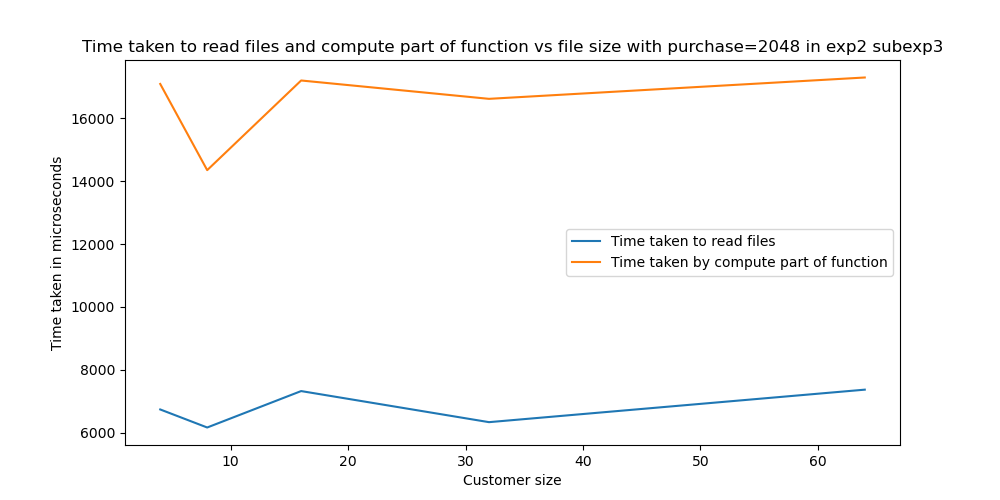 Time taken to read files and compute part of function vs file size with purchase=2048 in exp2 subexp3
Time taken in microseconds
16000
14000
12000
10000
8000
6000
Time taken to read files
Time taken by compute part of function
10 20 30 40 50 60
Customer size